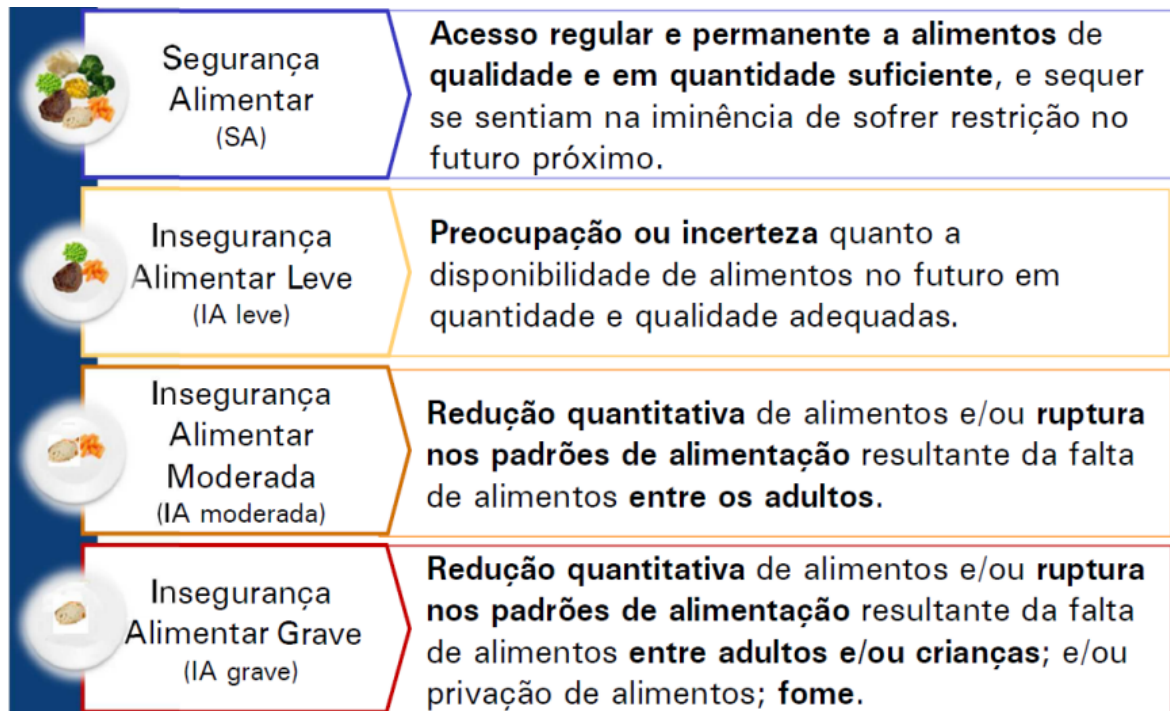 Segurança
Alimentar
(SA)
Acesso regular e permanente a alimentos de
qualidade e em quantidade suficiente, e sequer
se sentiam na iminência de sofrer restrição no
futuro próximo.
Insegurança
Alimentar Leve
(IA leve)
Preocupação ou incerteza quanto a
disponibilidade de alimentos no futuro em
quantidade e qualidade adequadas.
Insegurança
Alimentar
Moderada
(IA moderada)
Redução quantitativa de alimentos e/ou ruptura
nos padrões de alimentação resultante da falta
de alimentos entre os adultos.
Insegurança
Alimentar Grave
(IA grave)
Redução quantitativa de alimentos e/ou ruptura
nos padrões de alimentação resultante da falta
de alimentos entre adultos e/ou crianças; e/ou
privação de alimentos; fome.